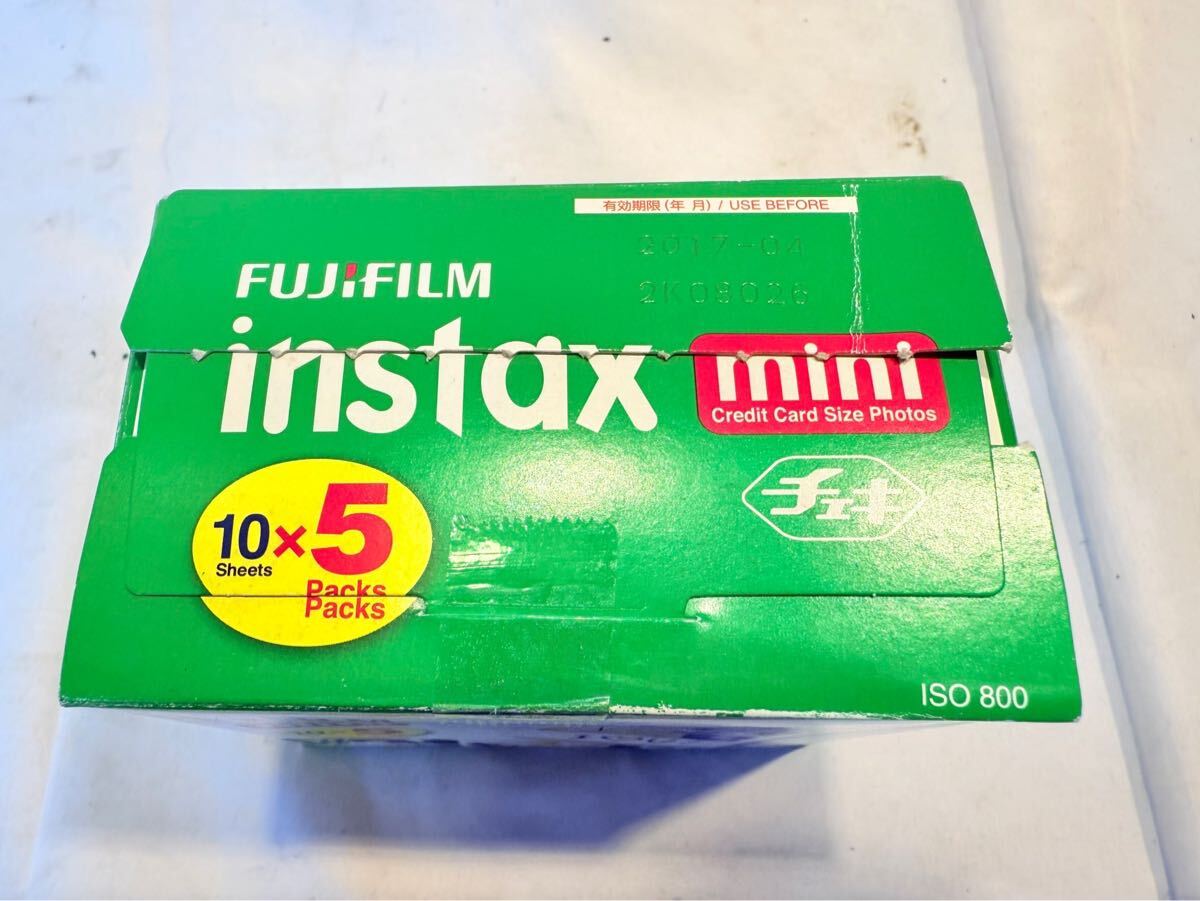 有効期限(年 月) / USE BEFORE
2017-04
2K08026
FUJIFILM
instax mini
Credit Card Size Photos
チェキ
10×5
Sheets
Packs
Packs
ISO 800